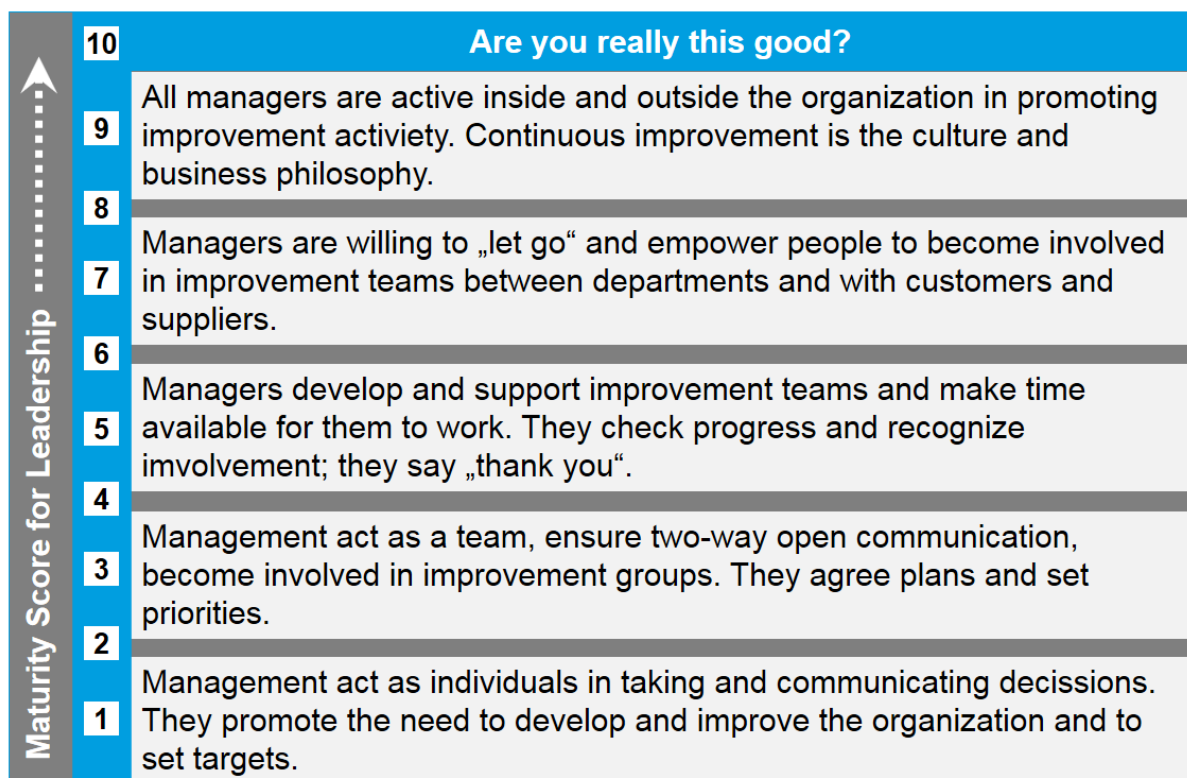 Maturity Score for Leadership
10
Are you really this good?
9
All managers are active inside and outside the organization in promoting
improvement activiety. Continuous improvement is the culture and
business philosophy.
8
7
Managers are willing to „let go“ and empower people to become involved
in improvement teams between departments and with customers and
suppliers.
6
5
Managers develop and support improvement teams and make time
available for them to work. They check progress and recognize
imvolvement; they say „thank you“.
4
3
Management act as a team, ensure two-way open communication,
become involved in improvement groups. They agree plans and set
priorities.
2
1
Management act as individuals in taking and communicating decissions.
They promote the need to develop and improve the organization and to
set targets.